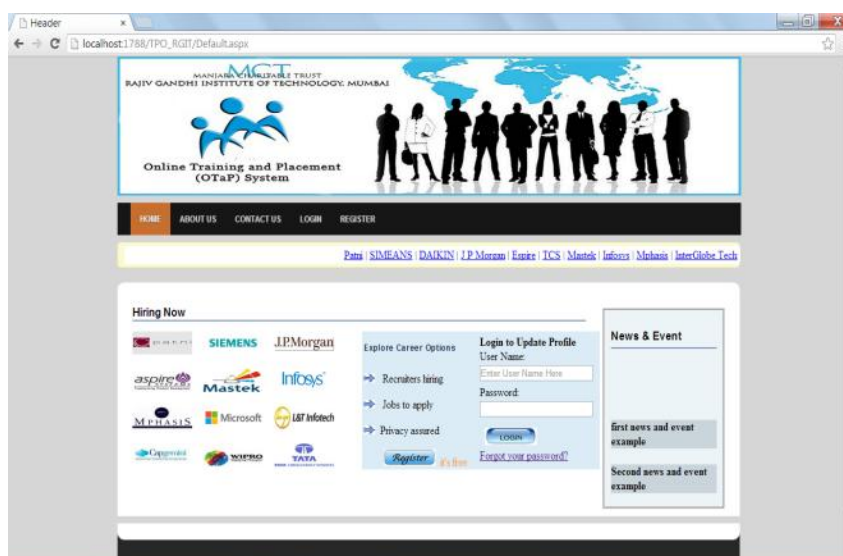 Header
localhost:1788/TPO_RGIT/Default.aspx
MCT
MANJARA CHARITABLE TRUST
RAJIV GANDHI INSTITUTE OF TECHNOLOGY, MUMBAI
Online Training and Placement
(OTaP) System
HOME ABOUT US CONTACT US LOGIN REGISTER
Patni | SIMEANS | DAIKIN | J P Morgan | Espire | TCS | Mastek | Infosys | Mphasis | InterGlobe Tech
Hiring Now
SIEMENS J.P.Morgan
aspire SYSTEMS Mastek Infosys
MPHASIS Microsoft L&T Infotech
Capgemini WIPRO TATA
Explore Career Options
Recruiters hiring
Jobs to apply
Privacy assured
Register it's free
Login to Update Profile
User Name:
Enter User Name Here
Password:
LOGIN
Forgot your password?
News & Event
first news and event
example
Second news and event
example